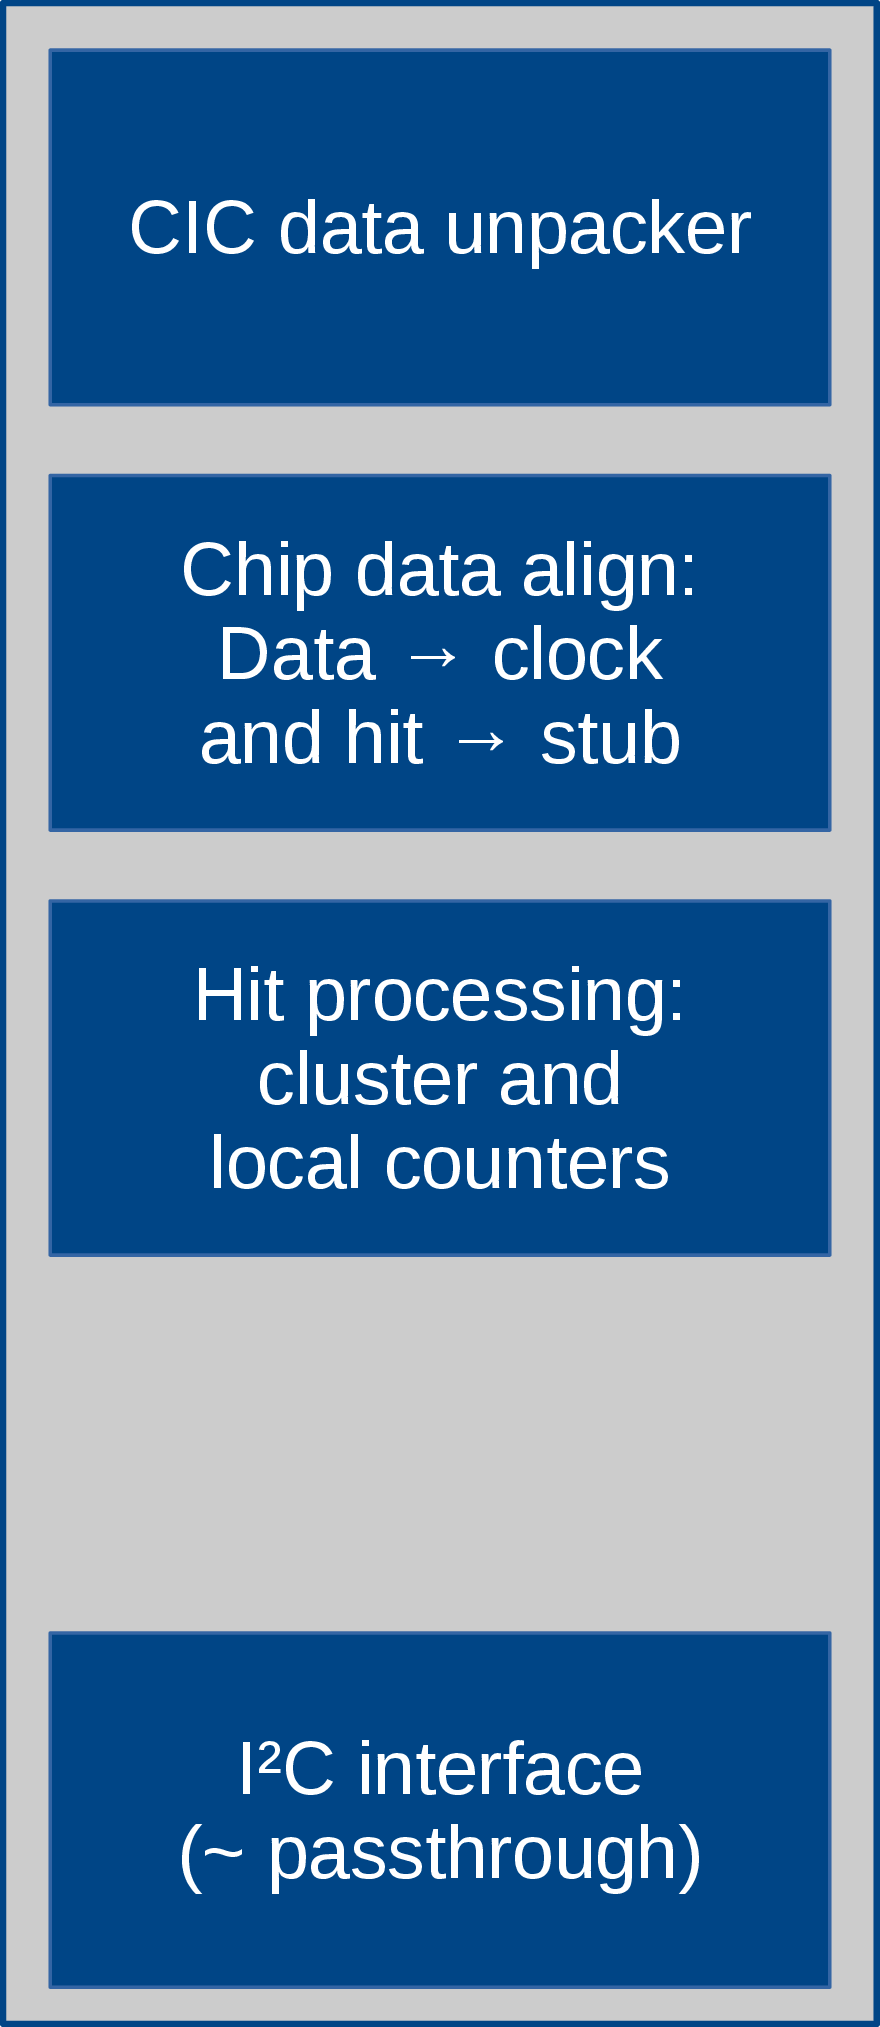 CIC data unpacker
Chip data align:
Data → clock
and hit → stub
Hit processing:
cluster and
local counters
I²C interface
(~ passthrough)